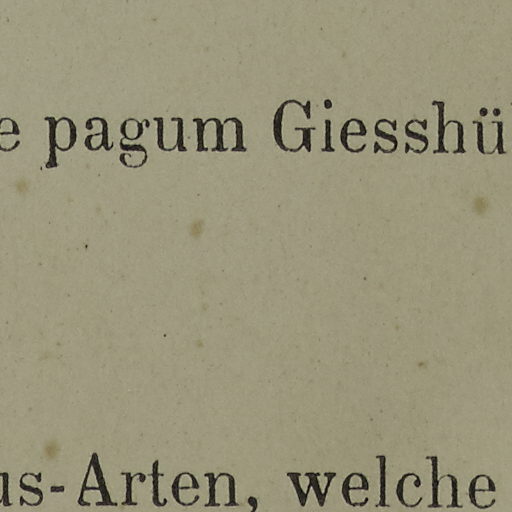 e pagum Giesshü
us-Arten, welche